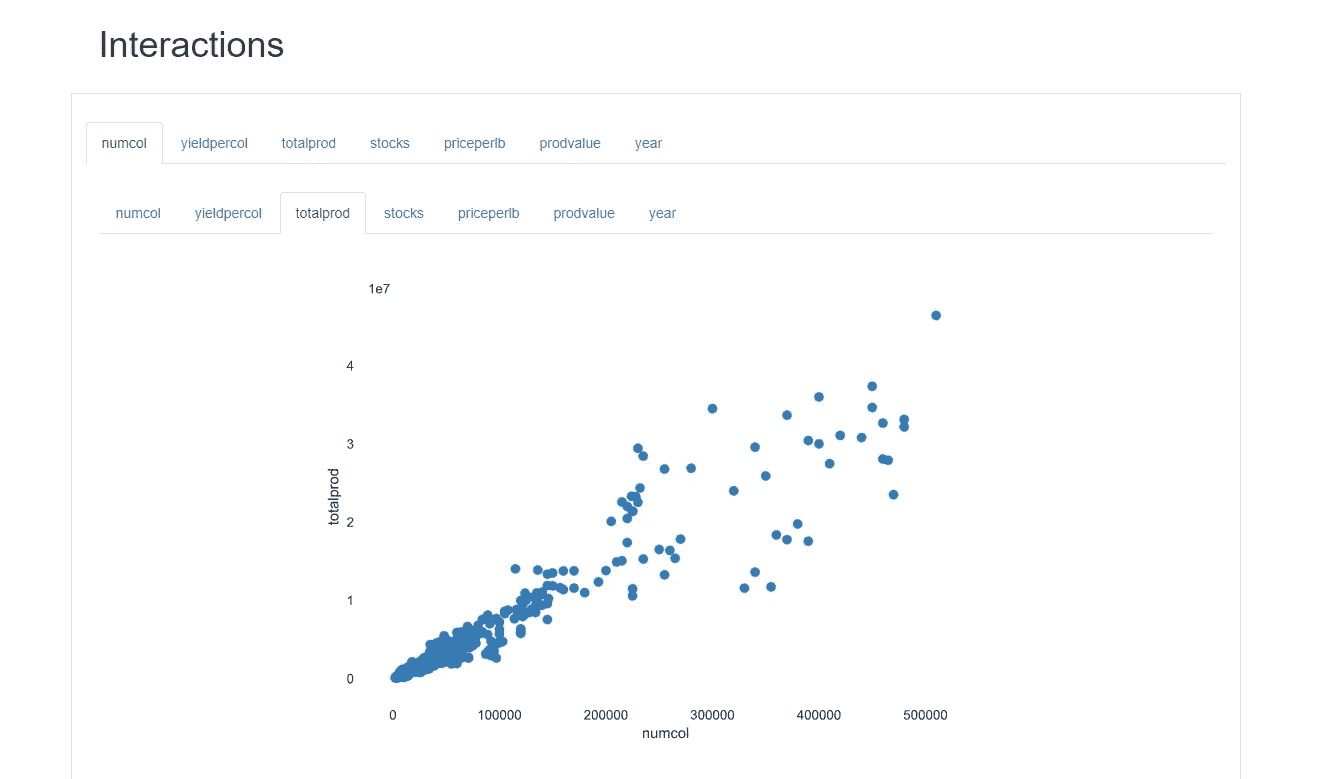 Interactions
numcol yieldpercol totalprod stocks priceperlb prodvalue year
numcol yieldpercol totalprod stocks priceperlb prodvalue year
1e7
4
3
totalprod
2
1
0
0 100000 200000 300000 400000 500000
numcol